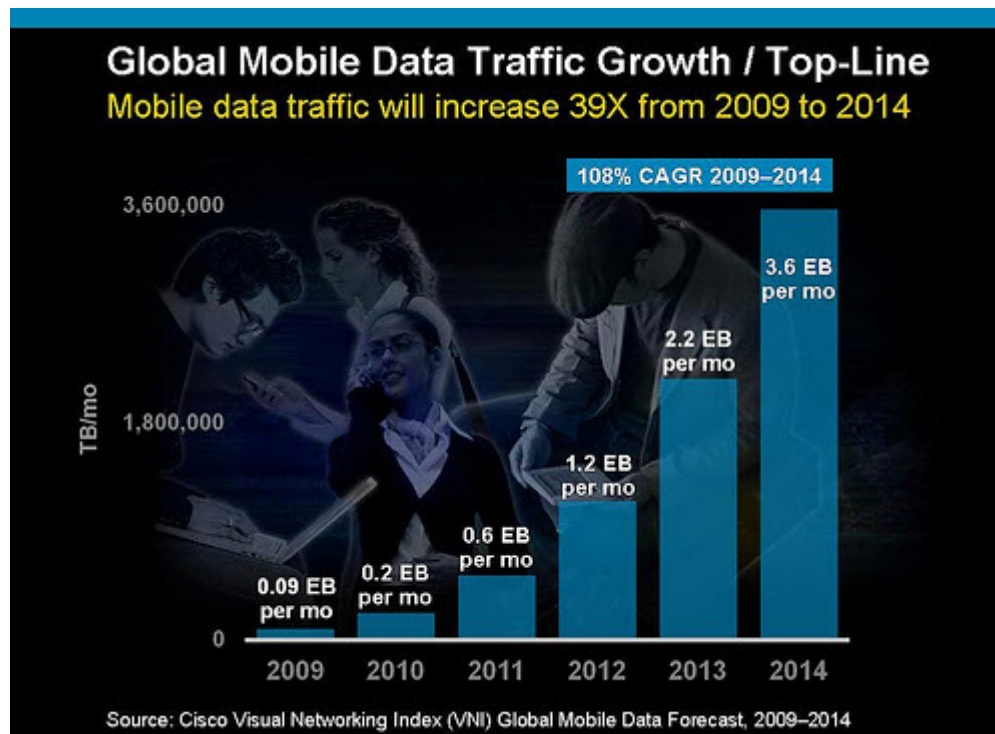 Global Mobile Data Traffic Growth / Top-Line
Mobile data traffic will increase 39X from 2009 to 2014
108% CAGR 2009–2014
3,600,000
3.6 EB
per mo
2.2 EB
per mo
TB/mo
1,800,000
1.2 EB
per mo
0.6 EB
per mo
0.2 EB
per mo
0.09 EB
per mo
0
2009 2010 2011 2012 2013 2014
Source: Cisco Visual Networking Index (VNI) Global Mobile Data Forecast, 2009–2014